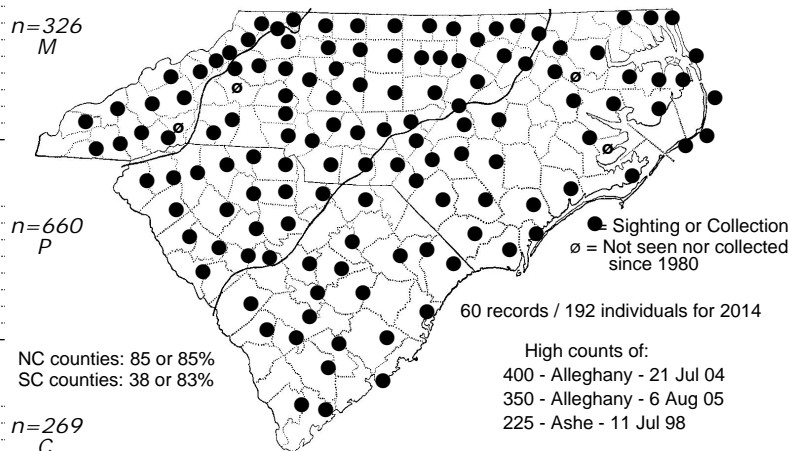 n=326
M
n=660
P
n=269
C
● = Sighting or Collection
ø = Not seen nor collected
since 1980
60 records / 192 individuals for 2014
NC counties: 85 or 85%
SC counties: 38 or 83%
High counts of:
400 - Alleghany - 21 Jul 04
350 - Alleghany - 6 Aug 05
225 - Ashe - 11 Jul 98